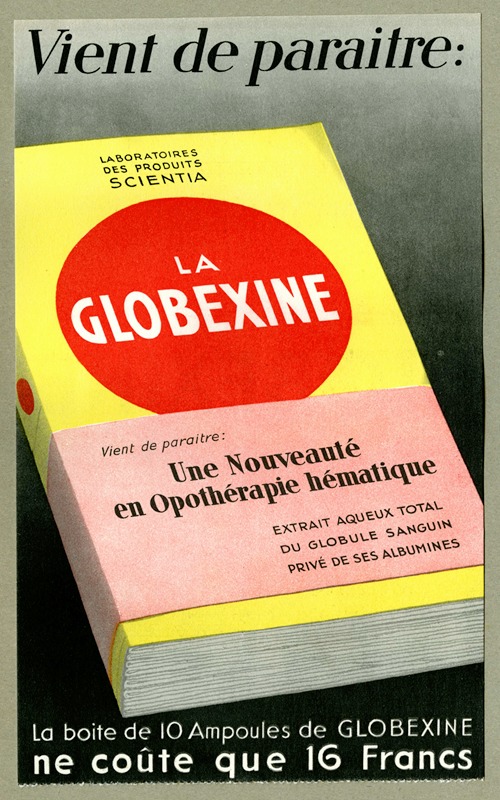 Vient de paraitre:
LABORATOIRES
DES PRODUITS
SCIENTIA
LA
GLOBEXINE
Vient de paraitre:
Une Nouveauté
en Opothérapie hématique
EXTRAIT AQUEUX TOTAL
DU GLOBULE SANGUIN
PRIVÉ DE SES ALBUMINES
La boite de 10 Ampoules de GLOBEXINE
ne coûte que 16 Francs